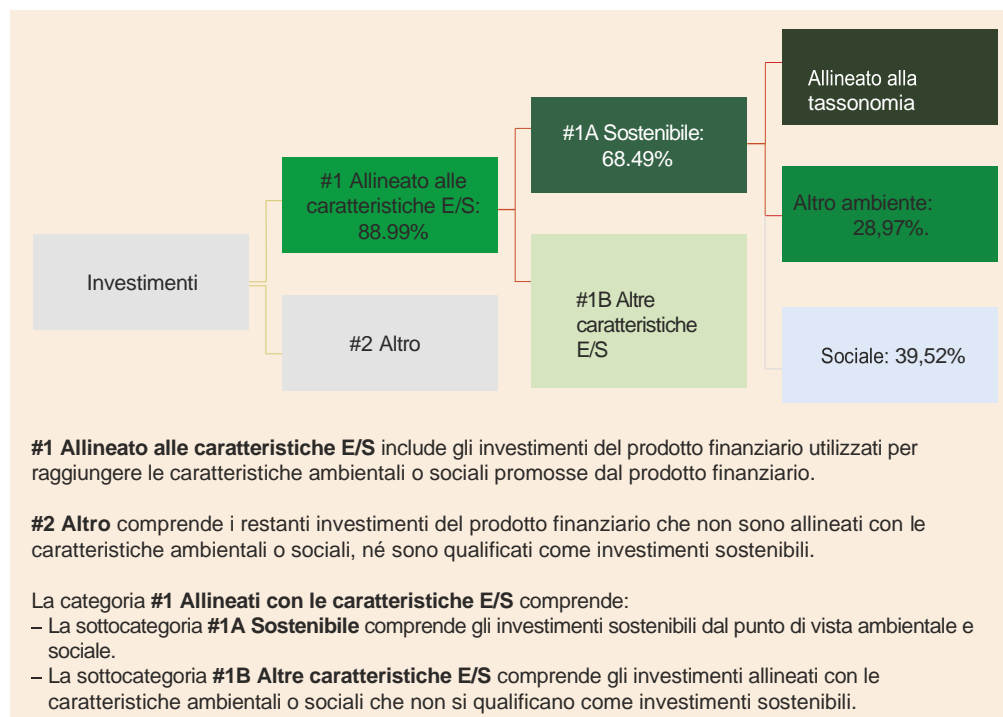 Investimenti
#1 Allineato alle
caratteristiche E/S:
88.99%
#2 Altro
#1A Sostenibile:
68.49%
#1B Altre
caratteristiche
E/S
Allineato alla
tassonomia
Altro ambiente:
28,97%.
Sociale: 39,52%
#1 Allineato alle caratteristiche E/S include gli investimenti del prodotto finanziario utilizzati per
raggiungere le caratteristiche ambientali o sociali promosse dal prodotto finanziario.
#2 Altro comprende i restanti investimenti del prodotto finanziario che non sono allineati con le
caratteristiche ambientali o sociali, né sono qualificati come investimenti sostenibili.
La categoria #1 Allineati con le caratteristiche E/S comprende:
– La sottocategoria #1A Sostenibile comprende gli investimenti sostenibili dal punto di vista ambientale e
sociale.
– La sottocategoria #1B Altre caratteristiche E/S comprende gli investimenti allineati con le
caratteristiche ambientali o sociali che non si qualificano come investimenti sostenibili.